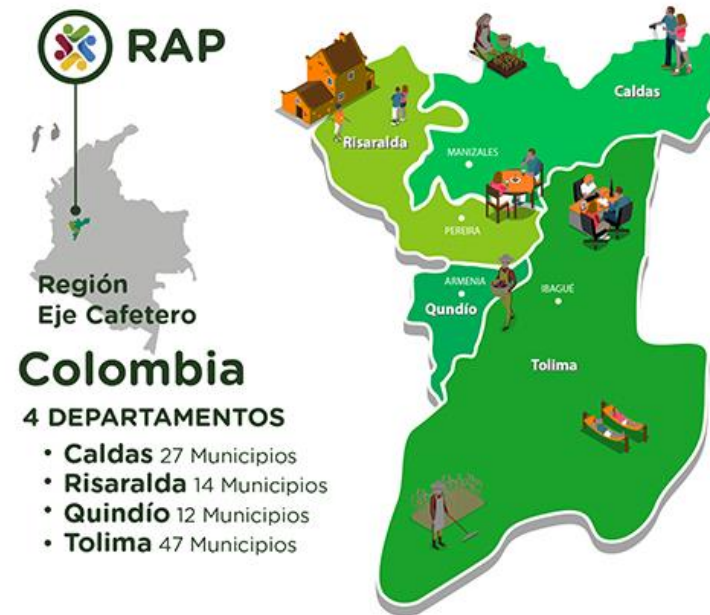 RAP
Región
Eje Cafetero
Colombia
4 DEPARTAMENTOS
• Caldas 27 Municipios
• Risaralda 14 Municipios
• Quindío 12 Municipios
• Tolima 47 Municipios
Caldas
Risaralda
MANIZALES
PEREIRA
ARMENIA
Qundío
IBAGUÉ
Tolima